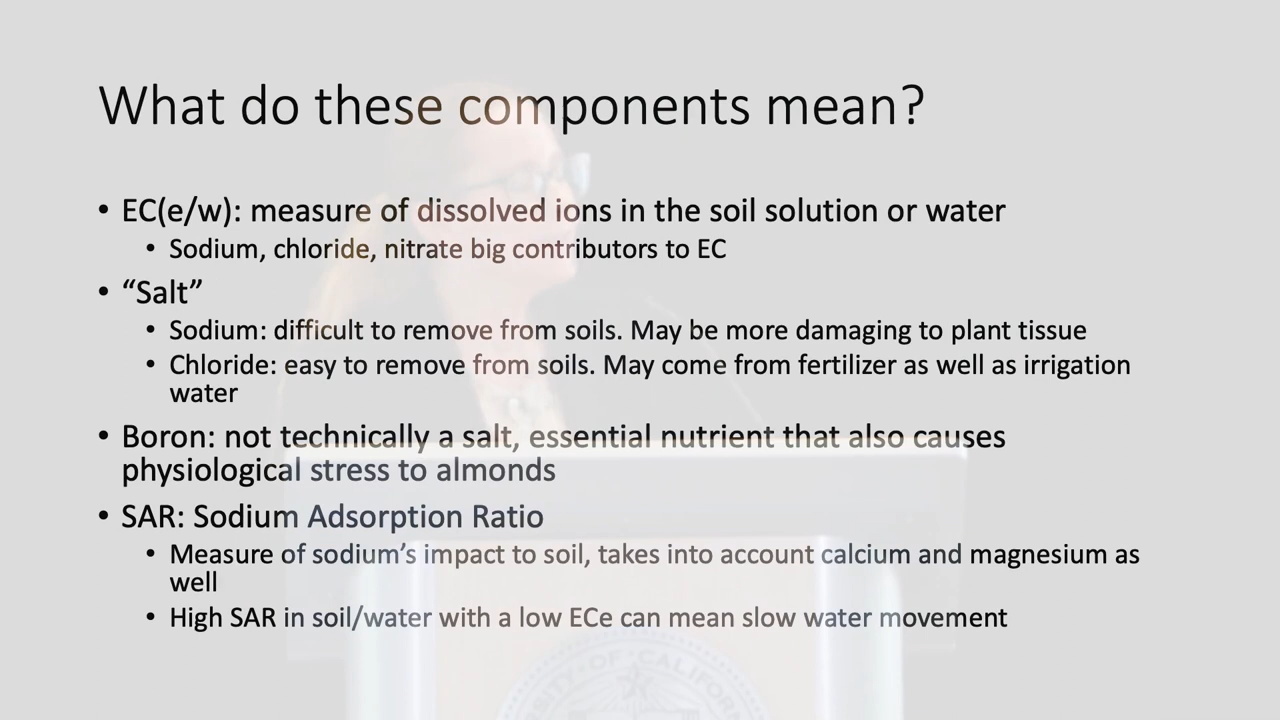 What do these components mean?
• EC(e/w): measure of dissolved ions in the soil solution or water
• Sodium, chloride, nitrate big contributors to EC
• “Salt”
• Sodium: difficult to remove from soils. May be more damaging to plant tissue
• Chloride: easy to remove from soils. May come from fertilizer as well as irrigation
water
• Boron: not technically a salt, essential nutrient that also causes
physiological stress to almonds
• SAR: Sodium Adsorption Ratio
• Measure of sodium’s impact to soil, takes into account calcium and magnesium as
well
• High SAR in soil/water with a low ECe can mean slow water movement
OF CALIFORN